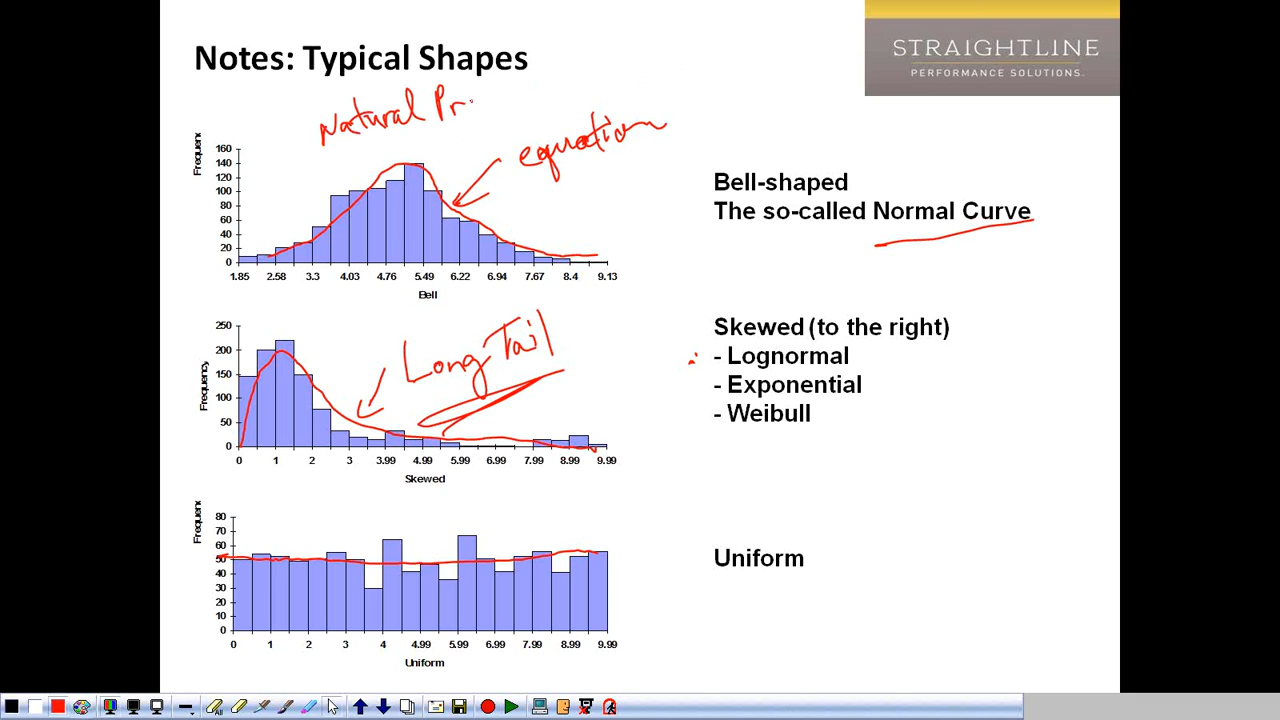 Notes: Typical Shapes
STRAIGHTLINE
PERFORMANCE SOLUTIONS.
Natural Pr
equation
Frequenc
160
140
120
100
80
60
40
20
0
1.85 2.58 3.3 4.03 4.76 5.49 6.22 6.94 7.67 8.4 9.13
Bell
Bell-shaped
The so-called Normal Curve
Long Tail
Frequency
250
200
150
100
50
0
0 1 2 3 3.99 4.99 5.99 6.99 7.99 8.99 9.99
Skewed
Skewed (to the right)
- Lognormal
- Exponential
- Weibull
Frequenc
80
70
60
50
40
30
20
10
0
0 1 2 3 4 4.99 5.99 6.99 7.99 8.99 9.99
Uniform
Uniform
All